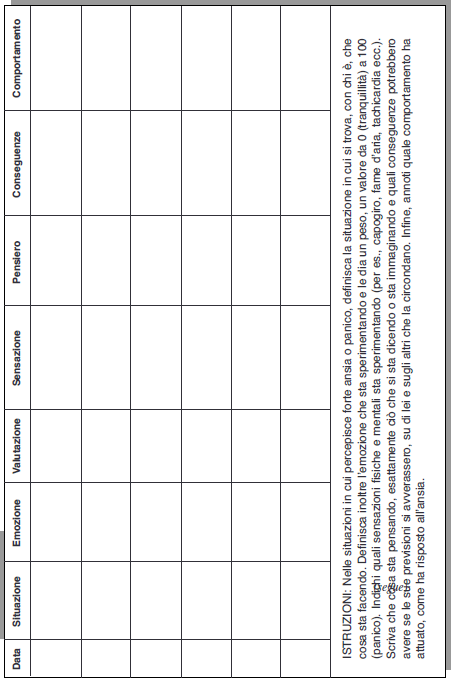 Data Situazione Emozione Valutazione Sensazione Pensiero Conseguenze Comportamento
ISTRUZIONI: Nelle situazioni in cui percepisce forte ansia o panico, definisca la situazione in cui si trova, con chi è, che
cosa sta facendo. Definisca inoltre l'emozione che sta sperimentando e le dia un peso, un valore da 0 (tranquillità) a 100
(panico). Indichi quali sensazioni fisiche e mentali sta sperimentando (per es., capogiro, fame d'aria, tachicardia ecc.).
Scriva che cosa sta pensando, esattamente ciò che si sta dicendo o sta immaginando e quali conseguenze potrebbero
avere se le sue previsioni si avverassero, su di lei e sugli altri che la circondano. Infine, annoti quale comportamento ha
attuato, come ha risposto all'ansia.